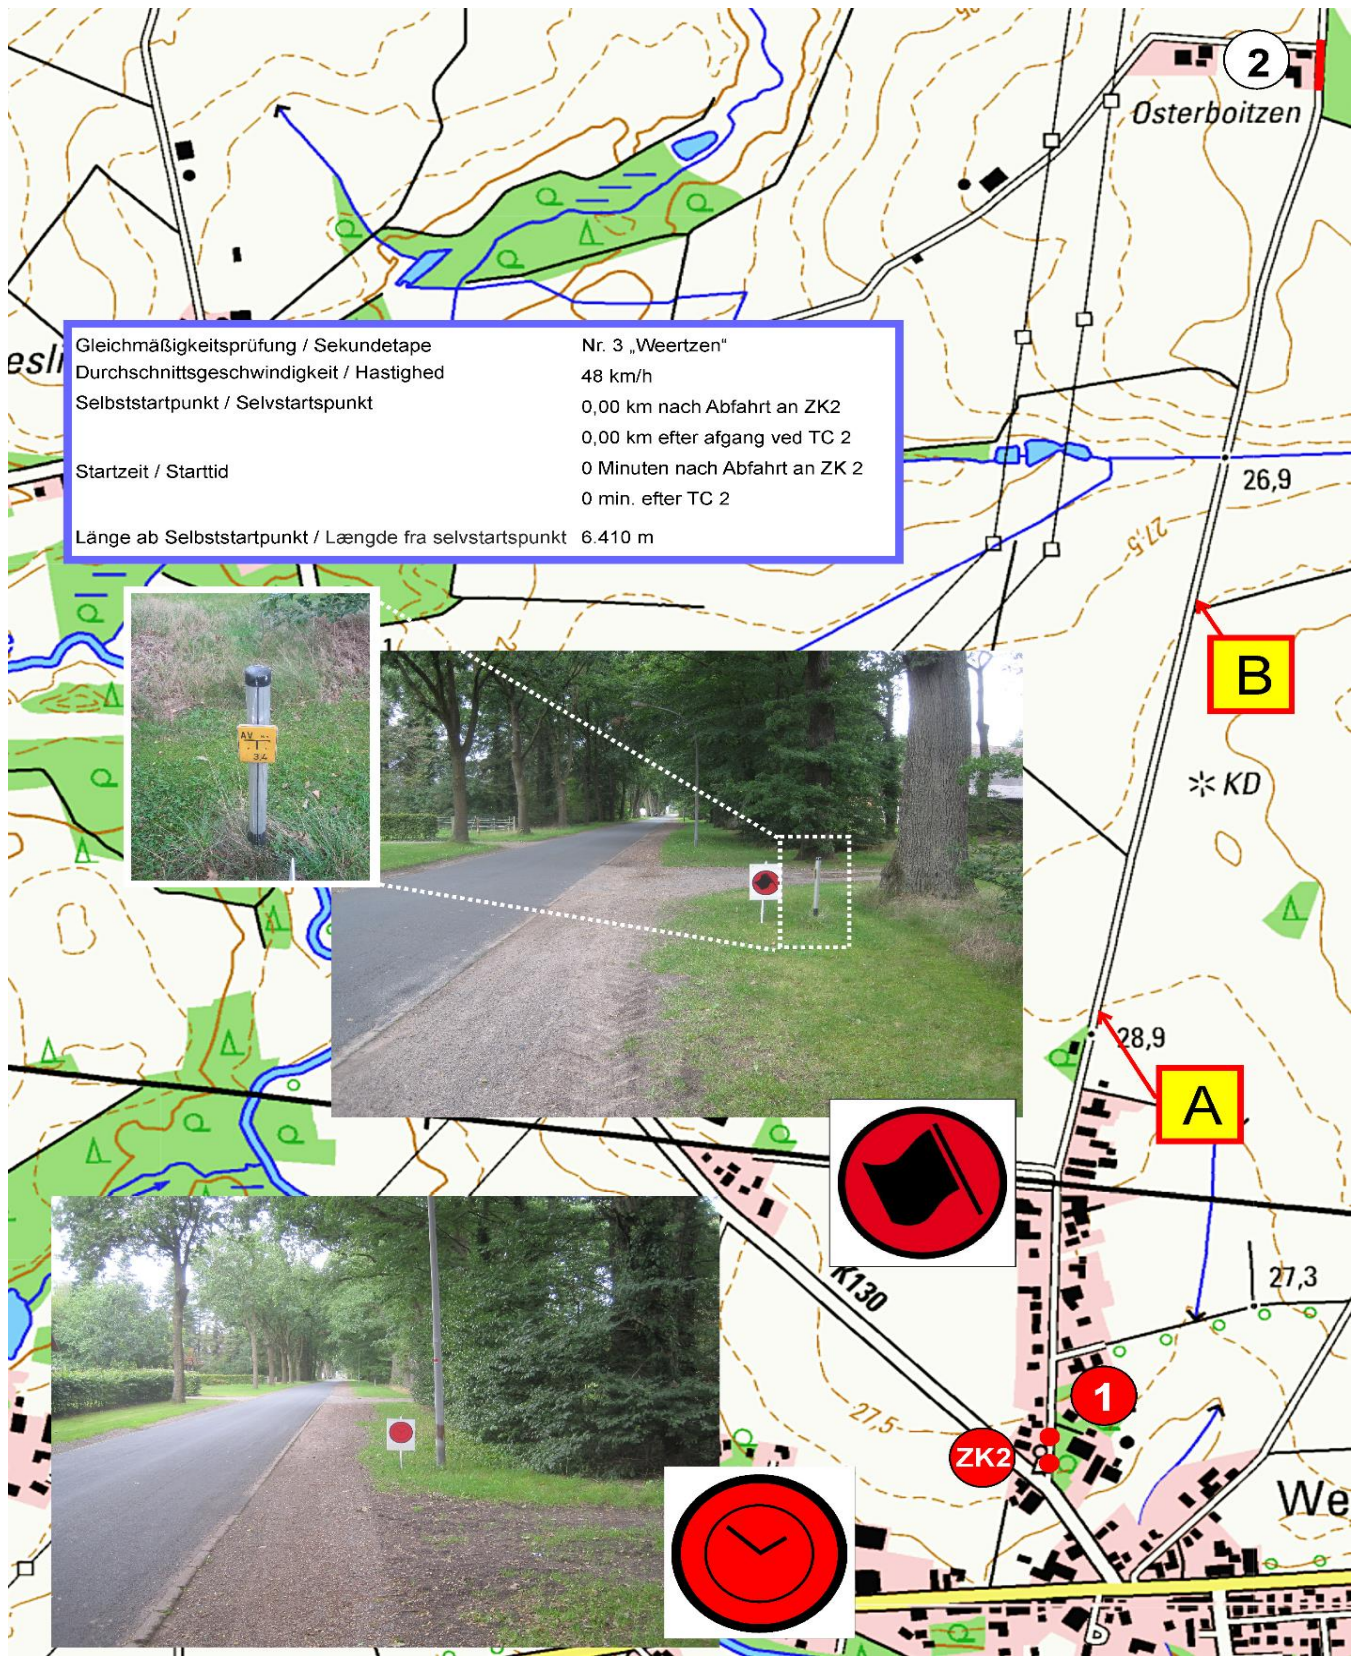 2
Osterboitzen
esli
Gleichmäßigkeitsprüfung / Sekundetape Nr. 3 „Weertzen“
Durchschnittsgeschwindigkeit / Hastighed 48 km/h
Selbststartpunkt / Selvstartspunkt 0,00 km nach Abfahrt an ZK2
0,00 km efter afgang ved TC 2
Startzeit / Starttid 0 Minuten nach Abfahrt an ZK 2
0 min. efter TC 2
Länge ab Selbststartpunkt / Længde fra selvstartspunkt 6.410 m
26,9
27,5
B
KD
3,4
28,9
A
K130
27,3
1
27,5
ZK2
We